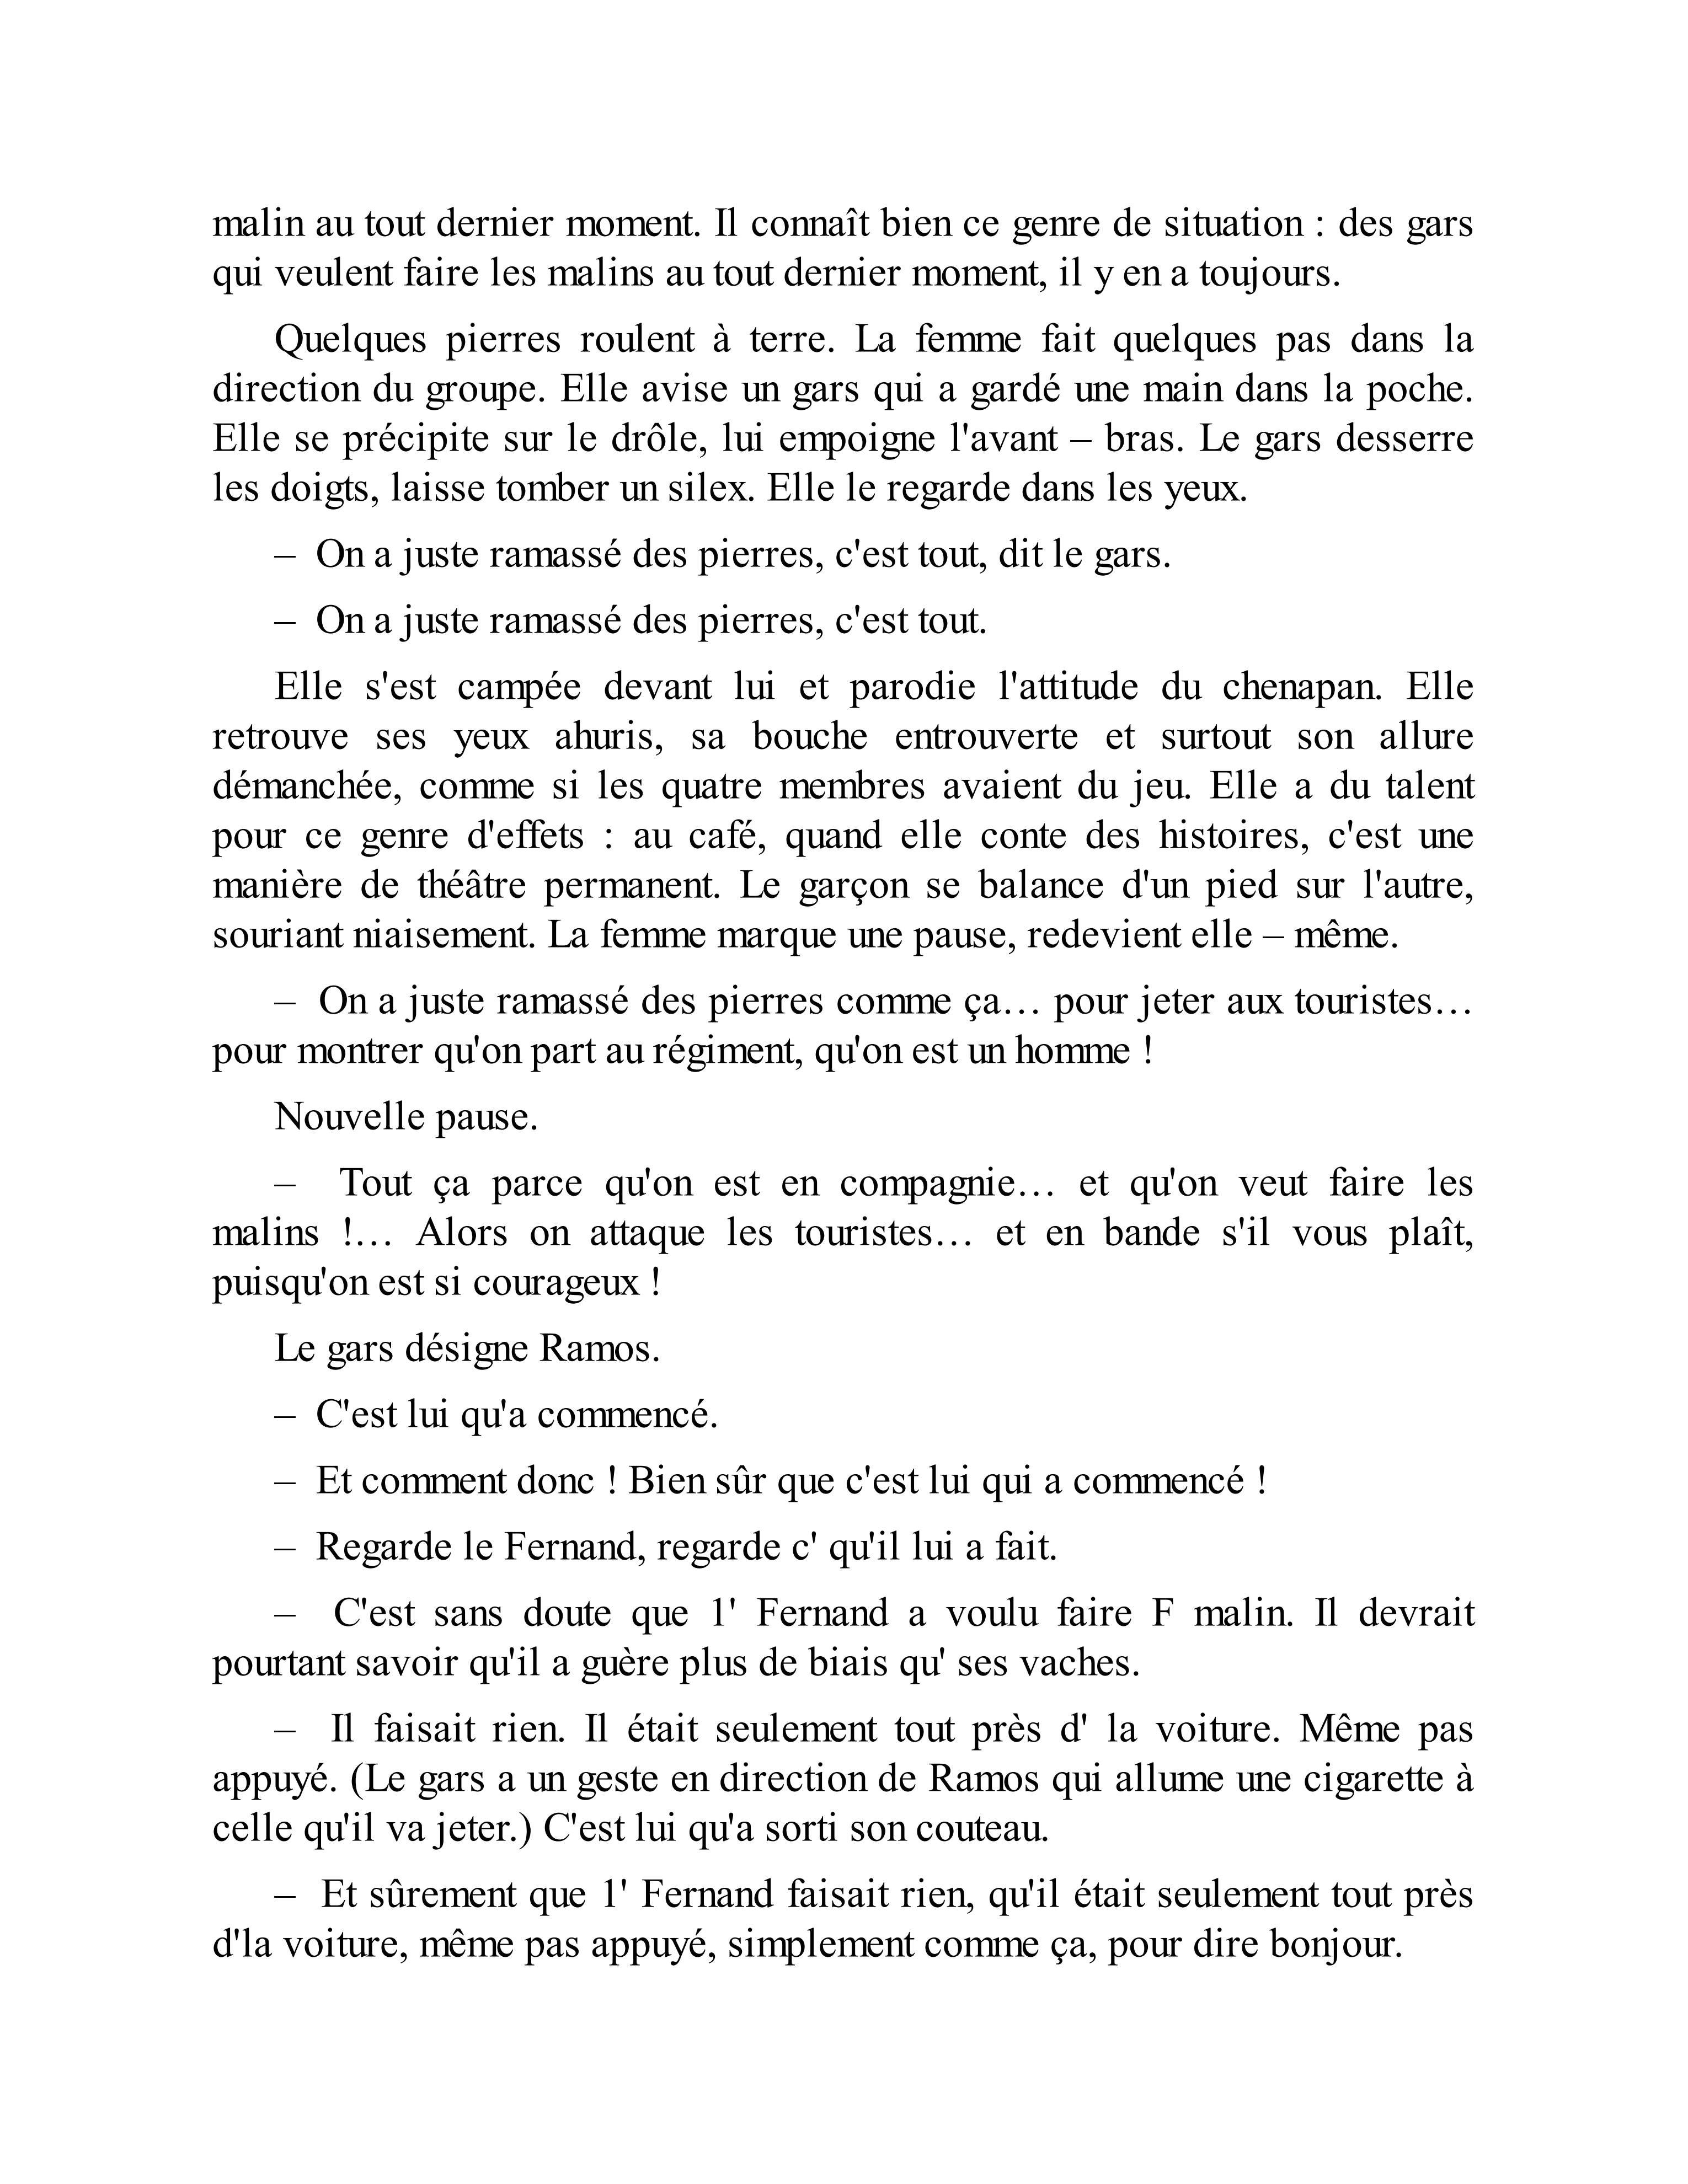 malin au tout dernier moment. Il connaît bien ce genre de situation : des gars
qui veulent faire les malins au tout dernier moment, il y en a toujours.
Quelques pierres roulent à terre. La femme fait quelques pas dans la
direction du groupe. Elle avise un gars qui a gardé une main dans la poche.
Elle se précipite sur le drôle, lui empoigne l'avant – bras. Le gars desserre
les doigts, laisse tomber un silex. Elle le regarde dans les yeux.
– On a juste ramassé des pierres, c'est tout, dit le gars.
– On a juste ramassé des pierres, c'est tout.
Elle s'est campée devant lui et parodie l'attitude du chenapan. Elle
retrouve ses yeux ahuris, sa bouche entrouverte et surtout son allure
démanchée, comme si les quatre membres avaient du jeu. Elle a du talent
pour ce genre d'effets : au café, quand elle conte des histoires, c'est une
manière de théâtre permanent. Le garçon se balance d'un pied sur l'autre,
souriant niaisement. La femme marque une pause, redevient elle – même.
– On a juste ramassé des pierres comme ça… pour jeter aux touristes…
pour montrer qu'on part au régiment, qu'on est un homme !
Nouvelle pause.
– Tout ça parce qu'on est en compagnie… et qu'on veut faire les
malins !… Alors on attaque les touristes… et en bande s'il vous plaît,
puisqu'on est si courageux !
Le gars désigne Ramos.
– C'est lui qu'a commencé.
– Et comment donc ! Bien sûr que c'est lui qui a commencé !
– Regarde le Fernand, regarde c' qu'il lui a fait.
– C'est sans doute que 1' Fernand a voulu faire F malin. Il devrait
pourtant savoir qu'il a guère plus de biais qu' ses vaches.
– Il faisait rien. Il était seulement tout près d' la voiture. Même pas
appuyé. (Le gars a un geste en direction de Ramos qui allume une cigarette à
celle qu'il va jeter.) C'est lui qu'a sorti son couteau.
– Et sûrement que 1' Fernand faisait rien, qu'il était seulement tout près
d'la voiture, même pas appuyé, simplement comme ça, pour dire bonjour.